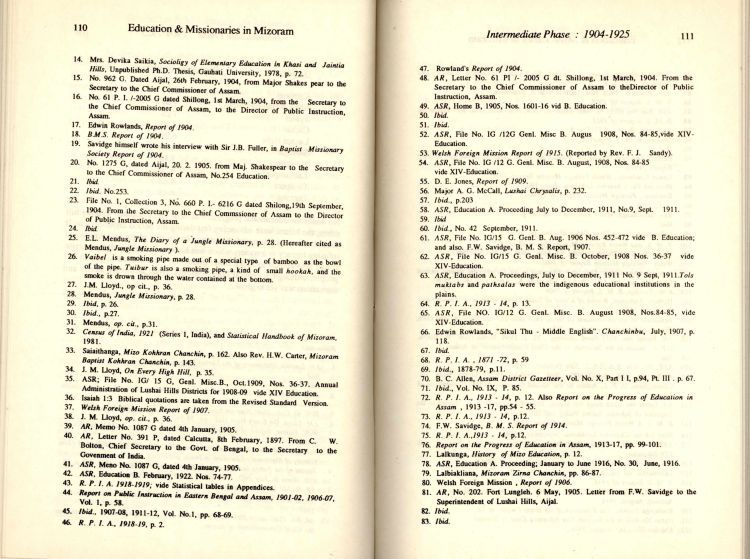 110 Education & Missionaries in Mizoram
14. Mrs. Devika Saikia, Sociollgy of Elementary Education in Khasi and Jaintia
Hills, Unpublished Ph.D. Thesis, Gauhati University, 1978, p. 72.
15. No. 962 G. Dated Aijal, 26th February, 1904, from Major Shakes pear to the
Secretary to the Chief Commissoner of Assam.
16. No. 61 P. I. /-2005 G dated Shillong, 1st March, 1904, from the Secretary to
the Chief Commissioner of Assam, to the Director of Public Instruction,
Assam.
17. Edwin Rowlands, Report of 1904.
18. B.M.S. Report of 1904.
19. Savidge himself wrote his interview with Sir J.B. Fuller, in Baptist Missionary
Society Report of 1904.
20. No. 1275 G, dated Aijal, 20. 2. 1905. from Maj. Shakespear to the Secretary
to the Chief Commissioner of Assam, No.254 Education.
21. Ibid.
22. Ibid. No.253.
23. File No. 1, Collection 3, No. 660 P. I.- 6216 G dated Shilong,19th September,
1904. From the Secretary to the Chief Commissioner of Assam to the Director
of Public Instruction, Assam.
24. Ibid.
25. E.L. Mendus, The Diary of a Jungle Missionary, p. 28. (Hereafter cited as
Mendus, Jungle Missionary ).
26. Vaibel is a smoking pipe made out of a special type of bamboo as the bowl
of the pipe. Tuibur is also a smoking pipe, a kind of small hookah, and the
smoke is drown through the water contained at the bottom.
27. J.M. Lloyd., op cit., p. 36.
28. Mendus, Jungle Missionary, p. 28.
29. Ibid, p. 26.
30. Ibid., p.27.
31. Mendus, op. cit., p.31.
32. Census of India, 1921 (Series 1, India), and Statistical Handbook of Mizoram,
1981.
33. Saiaithanga, Mizo Kohhran Chanchin, p. 162. Also Rev. H.W. Carter, Mizoram
Baptist Kohhran Chanchin, p. 143.
34. J. M. Lloyd, On Every High Hill, p. 35.
35. ASR; File No. IG/ 15 G, Genl. Misc.B., Oct.1909, Nos. 36-37. Annual
Administration of Lushai Hills Districts for 1908-09 vide XIV Education.
36. Isaiah 1:3 Biblical quotations are taken from the Revised Standard Version.
37. Welsh Foreign Mission Report of 1907.
38. J. M. Lloyd, op. cit., p. 36.
39. AR, Memo No. 1087 G dated 4th January, 1905.
40. AR, Letter No. 391 P, dated Calcutta, 8th February, 1897. From C. W.
Bolton, Chief Secretary to the Govt. of Bengal, to the Secretary to the
Govenment of India.
41. ASR, Meno No. 1087 G, dated 4th January, 1905.
42. ASR, Education B. February, 1922. Nos. 74-77.
43. R. P. I. A. 1918-1919; vide Statistical tables in Appendices.
44. Report on Public Instruction in Eastern Bengal and Assam, 1901-02, 1906-07,
Vol. 1, p. 58.
45. Ibid., 1907-08, 1911-12, Vol. No.1, pp. 68-69.
46. R. P. I. A., 1918-19, p. 2.
Intermediate Phase : 1904-1925 111
47. Rowland's Report of 1904.
48. AR, Letter No. 61 PI /- 2005 G dt. Shillong, 1st March, 1904. From the
Secretary to the Chief Commissioner of Assam to theDirector of Public
Instruction, Assam.
49. ASR, Home B, 1905, Nos. 1601-16 vid B. Education.
50. Ibid.
51. Ibid.
52. ASR, File No. IG /12G Genl. Misc B. Augus 1908, Nos. 84-85,vide XIV-
Education.
53. Welsh Foreign Mission Report of 1915. (Reported by Rev. F. J. Sandy).
54. ASR, File No. IG /12 G. Genl. Misc. B. August, 1908, Nos. 84-85
vide XIV-Education.
55. D. E. Jones, Report of 1909.
56. Major A. G. McCall, Lushai Chrysalis, p. 232.
57. Ibid., p.203
58. ASR, Education A. Proceeding July to December, 1911, No.9, Sept. 1911.
59. Ibid
60. Ibid., No. 42 September, 1911.
61. ASR, File No. IG/15 G. Genl. B. Aug. 1906 Nos. 452-472 vide B. Education;
and also. F.W. Savidge, B. M. S. Report, 1907.
62. ASR, File No. IG/15 G. Genl. Misc. B. October, 1908 Nos. 36-37 vide
XIV-Education.
63. ASR, Education A. Proceedings, July to December, 1911 No. 9 Sept, 1911.Tols
muktabs and pathsalas were the indigenous educational institutions in the
plains.
64. R. P. I. A., 1913 - 14, p. 13.
65. ASR, File NO. IG/12 G. Genl. Misc. B. August 1908, Nos.84-85, vide
XIV-Education.
66. Edwin Rowlands, "Sikul Thu - Middle English". Chanchinbu, July, 1907, p.
118.
67. Ibid.
68. R. P. I. A. , 1871 -72, p. 59
69. Ibid., 1878-79, p.11.
70. B. C. Allen, Assam District Gazetteer, Vol. No. X, Part I I, p.94, Pt. III . p. 67.
71. Ibid., Vol. No. IX, P. 85.
72. R. P. I. A., 1913 - 14, p. 12. Also Report on the Progress of Education in
Assam , 1913 -17, pp.54 - 55.
73. R. P. I. A., 1913 - 14, p.12.
74. F.W. Savidge, B. M. S. Report of 1914.
75. R. P. I. A.,1913 - 14, p.12.
76. Report on the Progress of Education in Assam, 1913-17, pp. 99-101.
77. Lalkunga, History of Mizo Education, p. 12.
78. ASR, Education A. Proceeding; January to June 1916, No. 30, June, 1916.
79. Lalbiakliana, Mizoram Zirna Chanchin, pp. 86-87.
80. Welsh Foreign Mission , Report of 1906.
81. AR, No. 202. Fort Lungleh. 6 May, 1905. Letter from F.W. Savidge to the
Superintendent of Lushai Hills, Aijal.
82. Ibid.
83. Ibid.